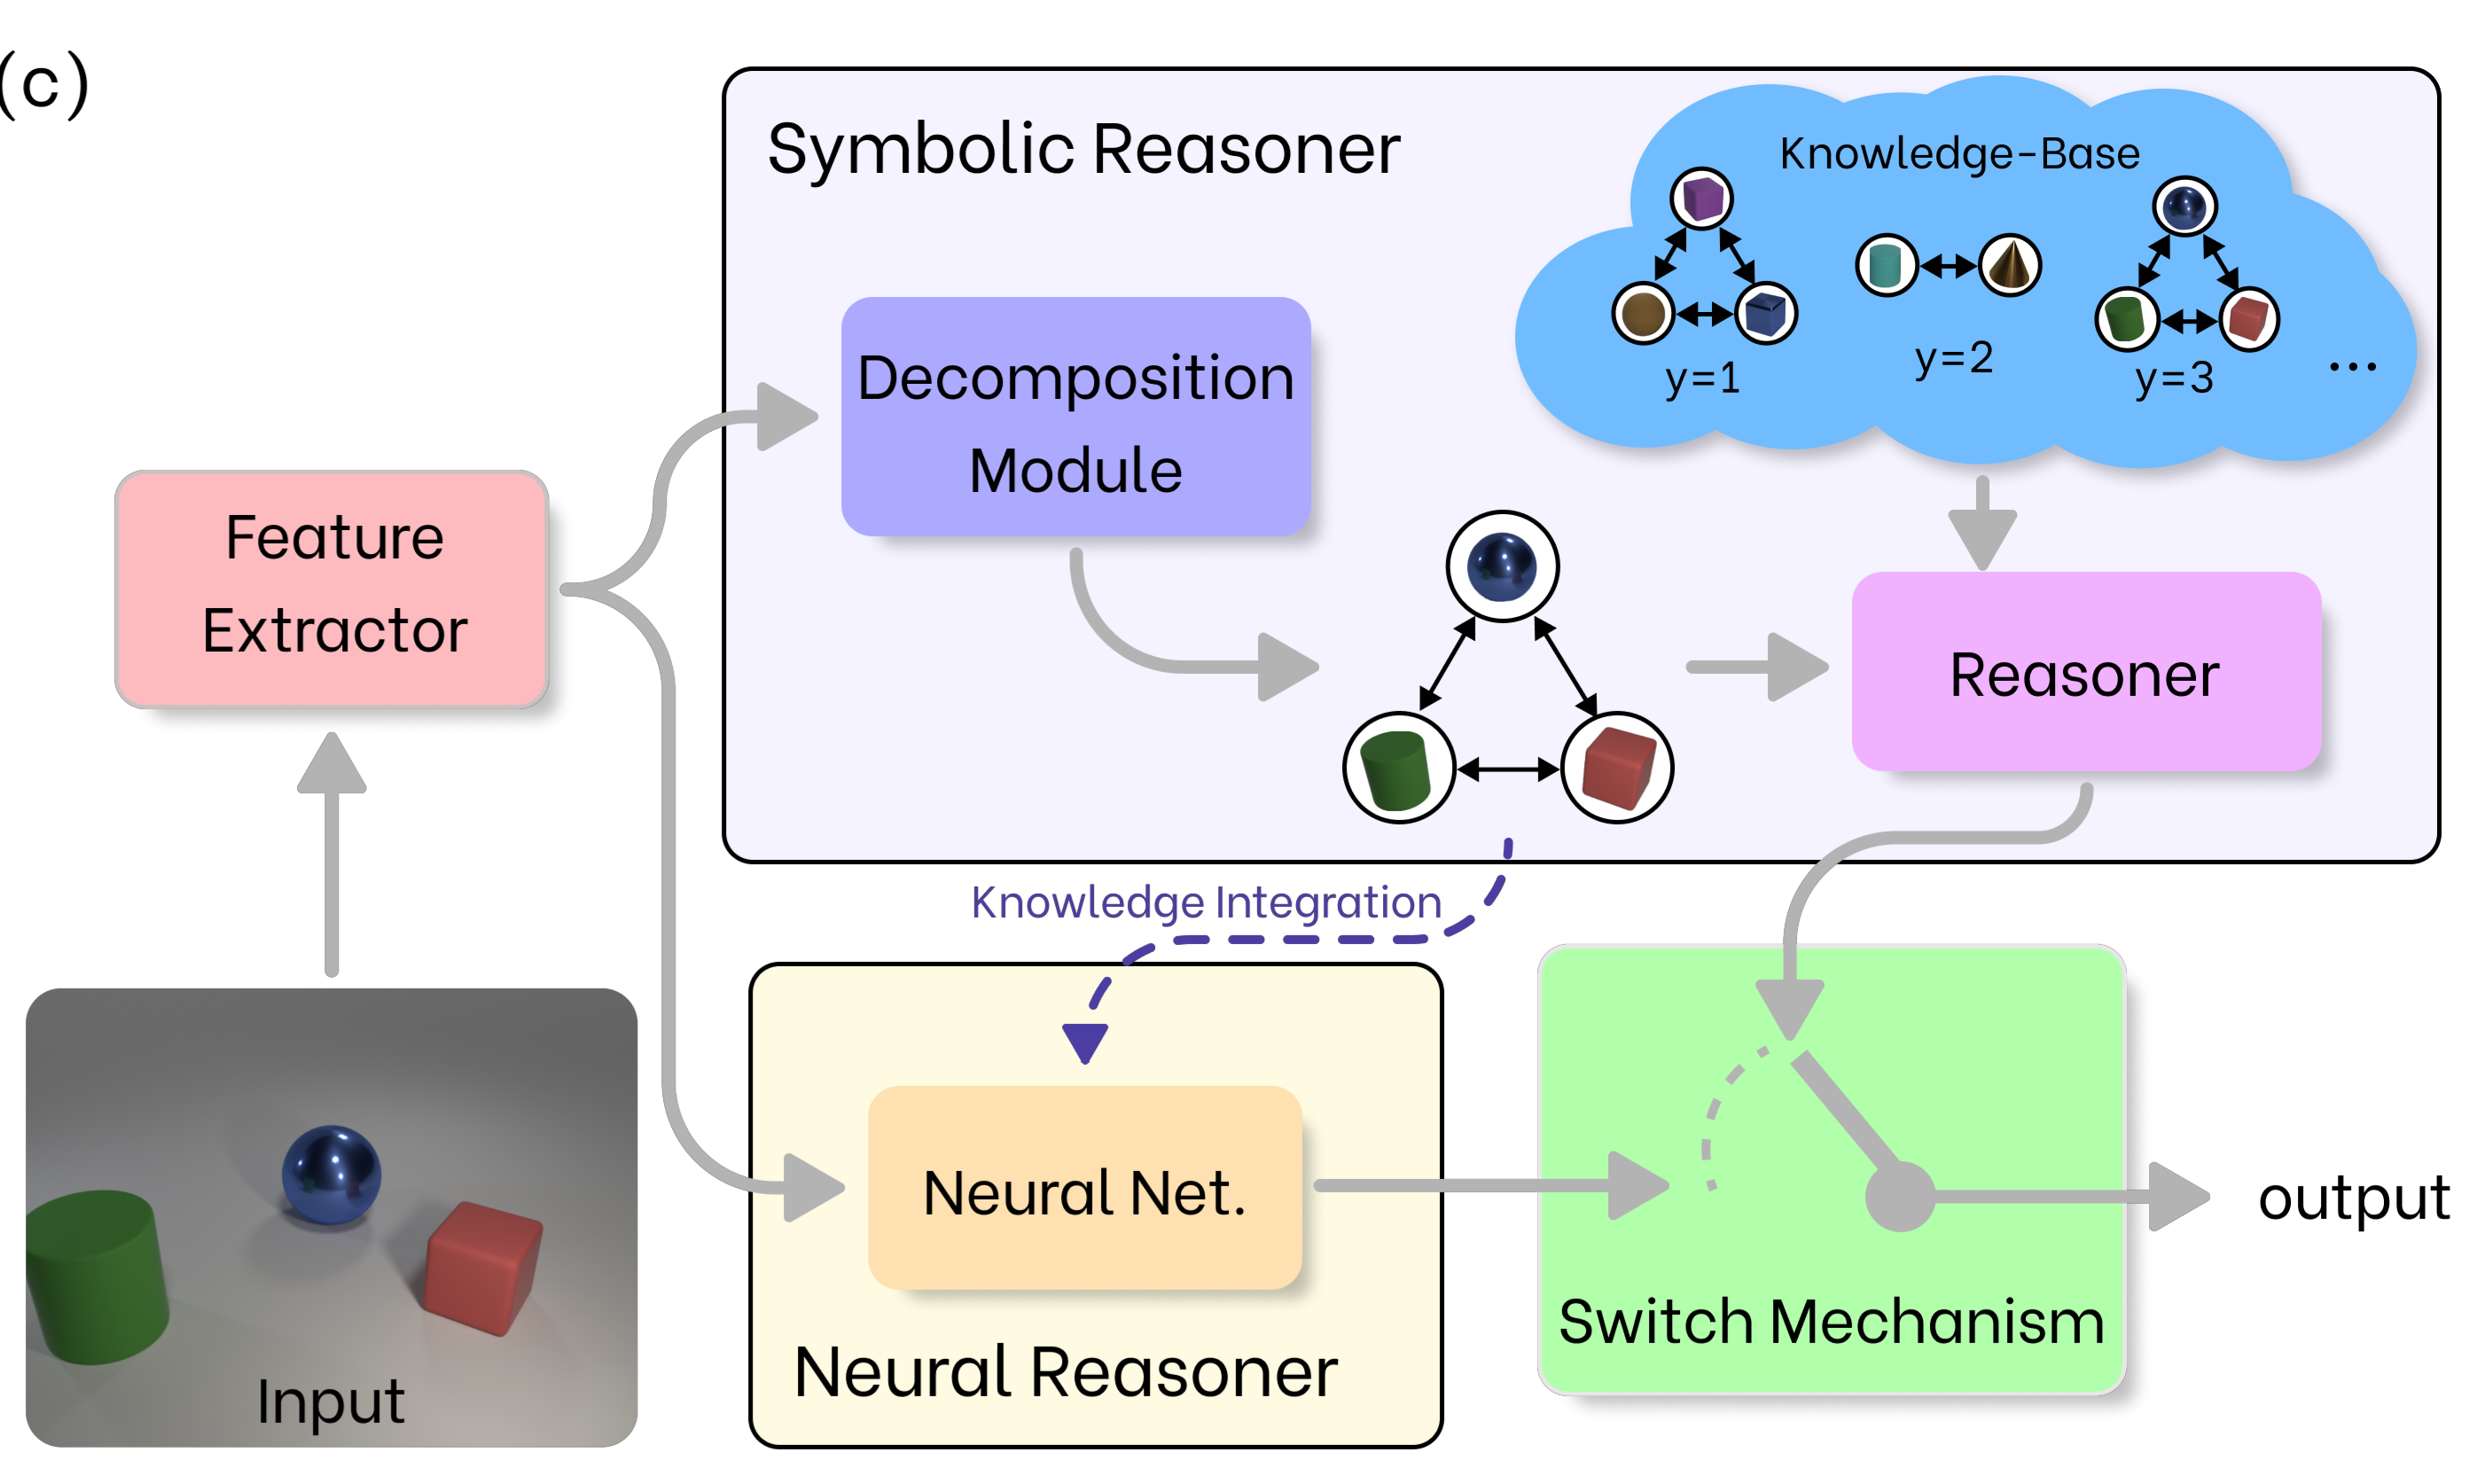 (c)
Symbolic Reasoner
Knowledge-Base
y=1
y=2
y=3
...
Decomposition
Module
Feature
Extractor
Reasoner
Knowledge Integration
Neural Net.
Neural Reasoner
Switch Mechanism
output
Input